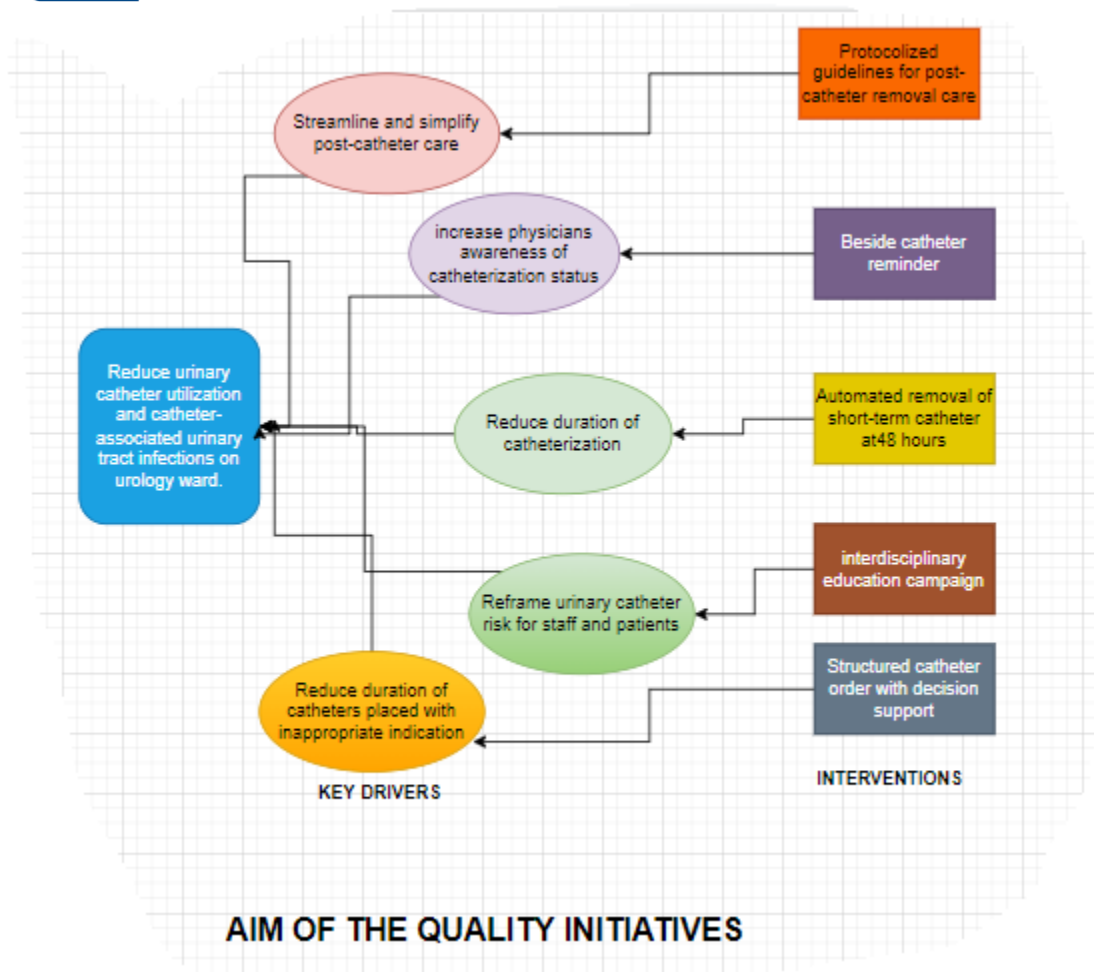 Protocolized
guidelines for post-
catheter removal care
Streamline and simplify
post-catheter care
increase physicians
awareness of
catheterization status
Beside catheter
reminder
Reduce urinary
catheter utilization
and catheter-
associated urinary
tract infections on
urology ward.
Reduce duration of
catheterization
Automated removal of
short-term catheter
at48 hours
Reframe urinary catheter
risk for staff and patients
interdisciplinary
education campaign
Reduce duration of
catheters placed with
inappropriate indication
Structured catheter
order with decision
support
KEY DRIVERS
INTERVENTIONS
AIM OF THE QUALITY INITIATIVES